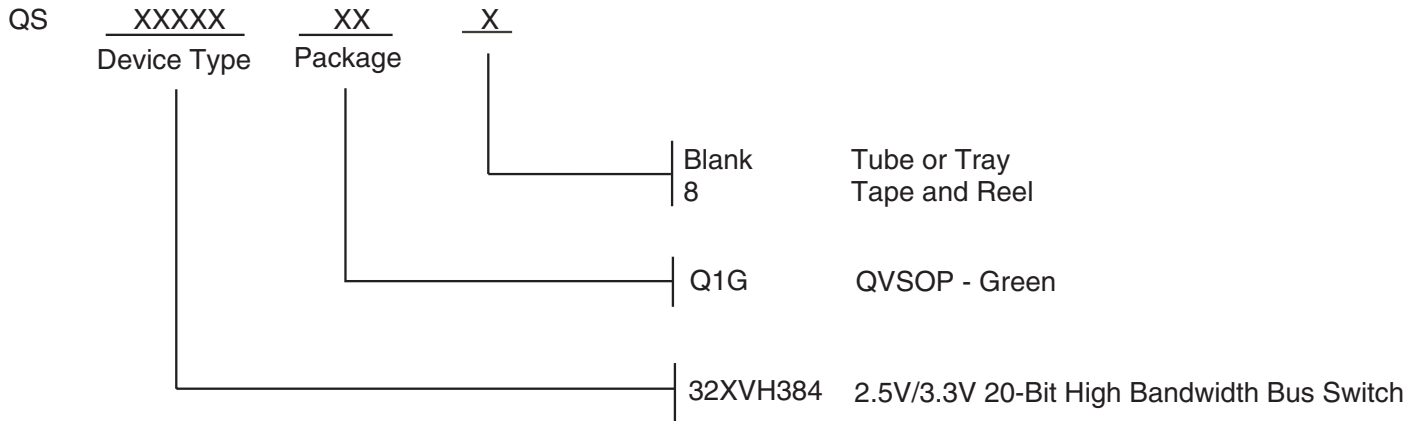 QS XXXXX XX X
Device Type Package
Blank Tube or Tray
8 Tape and Reel
Q1G QVSOP - Green
32XVH384 2.5V/3.3V 20-Bit High Bandwidth Bus Switch